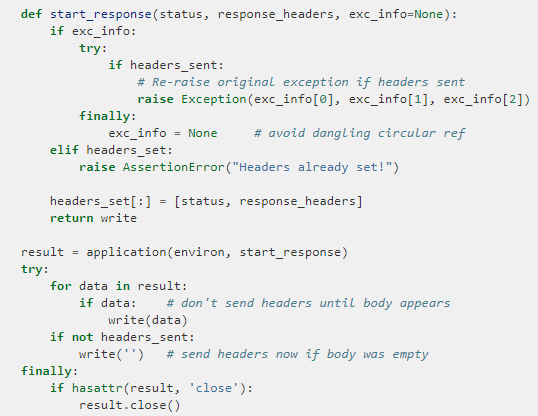 def start_response(status, response_headers, exc_info=None):
    if exc_info:
        try:
            if headers_sent:
                # Re-raise original exception if headers sent
                raise Exception(exc_info[0], exc_info[1], exc_info[2])
        finally:
            exc_info = None     # avoid dangling circular ref
    elif headers_set:
        raise AssertionError("Headers already set!")

    headers_set[:] = [status, response_headers]
    return write

result = application(environ, start_response)
try:
    for data in result:
        if data:    # don't send headers until body appears
            write(data)
    if not headers_sent:
        write('')   # send headers now if body was empty
finally:
    if hasattr(result, 'close'):
        result.close()